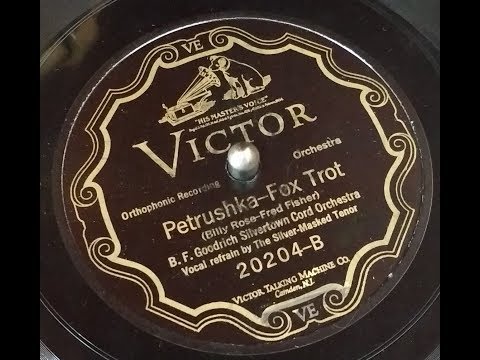 VE
"HIS MASTER'S VOICE"
VICTOR
Orthophonic Recording
Orchestra
Petrushka-Fox Trot
(Billy Rose-Fred Fisher)
B. F. Goodrich Silvertown Cord Orchestra
Vocal refrain by The Silver-Masked Tenor
20204-B
VICTOR TALKING MACHINE CO.
Camden, N.J.
VE